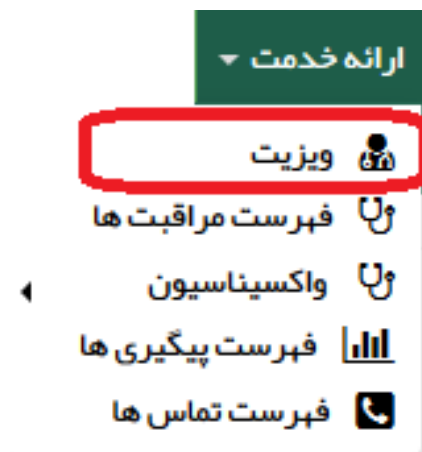 ارائه خدمت
ویزیت
فهرست مراقبت ها
واکسیناسیون
فهرست پیگیری ها
فهرست تماس ها